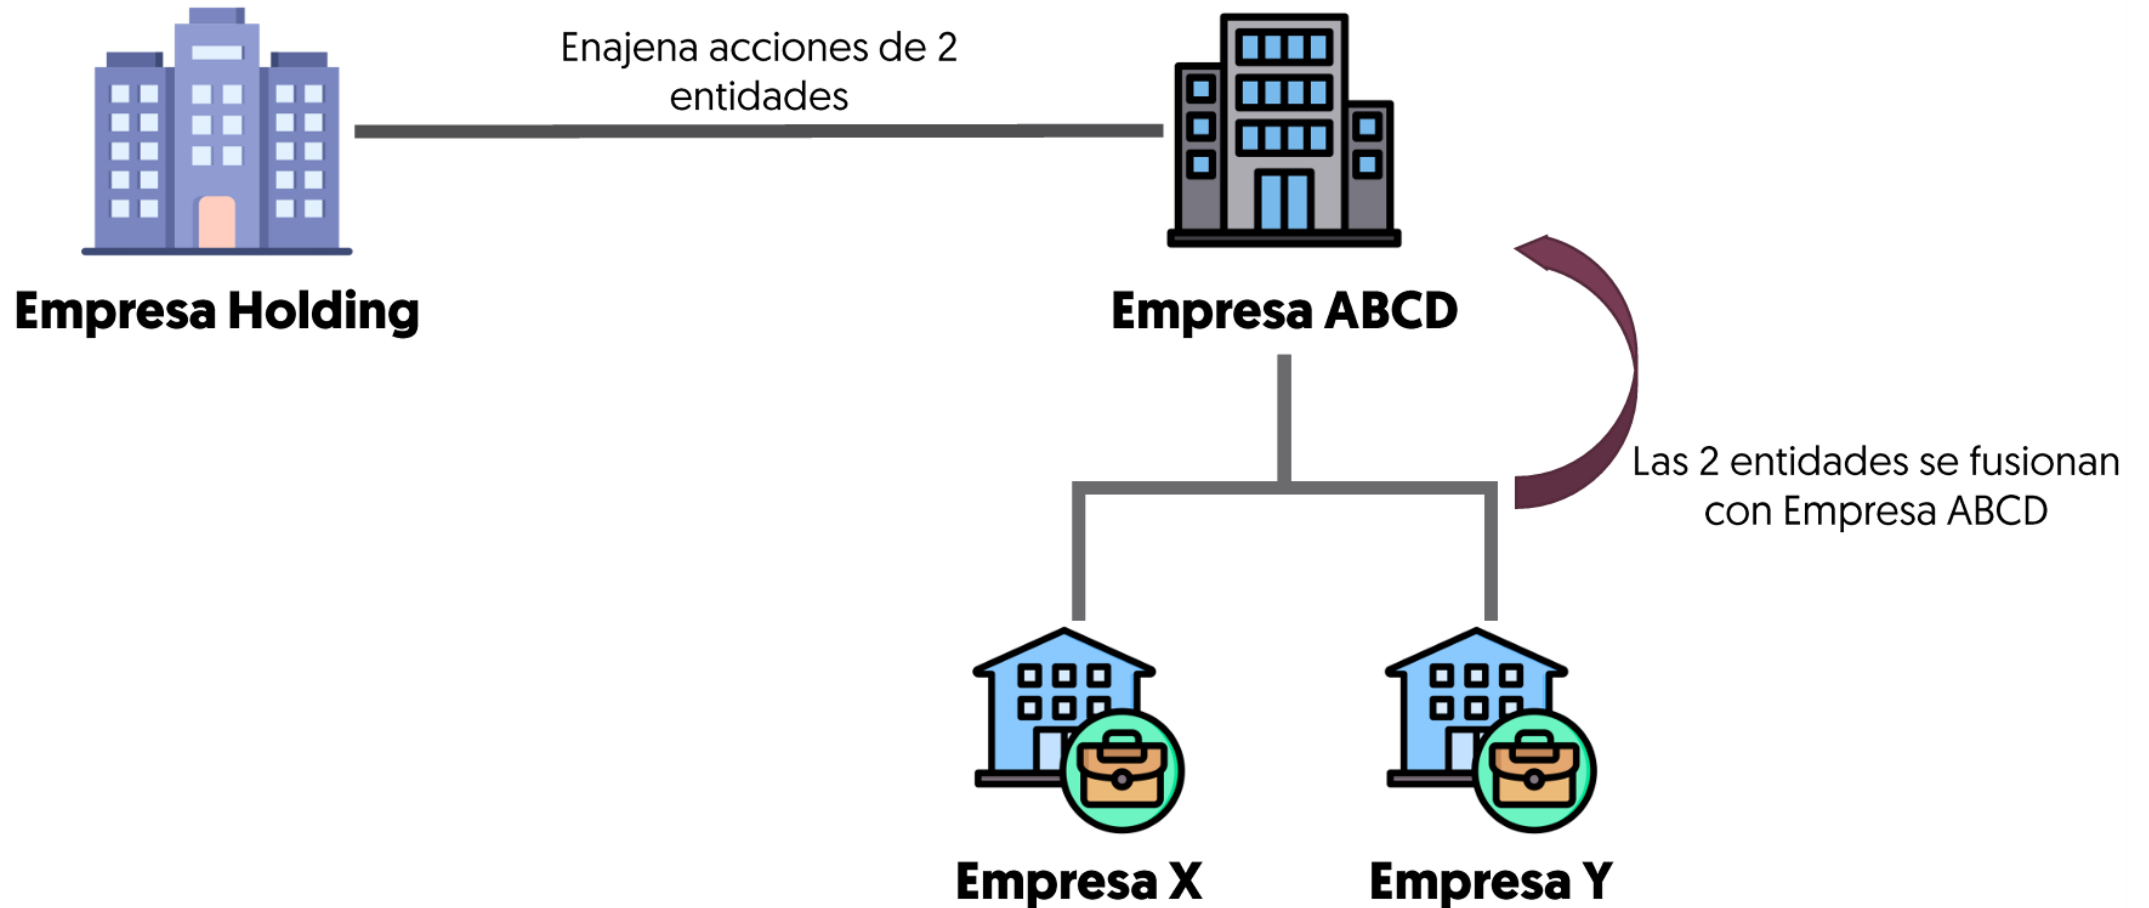 Enajena acciones de 2
entidades
Empresa Holding
Empresa ABCD
Las 2 entidades se fusionan
con Empresa ABCD
Empresa X
Empresa Y